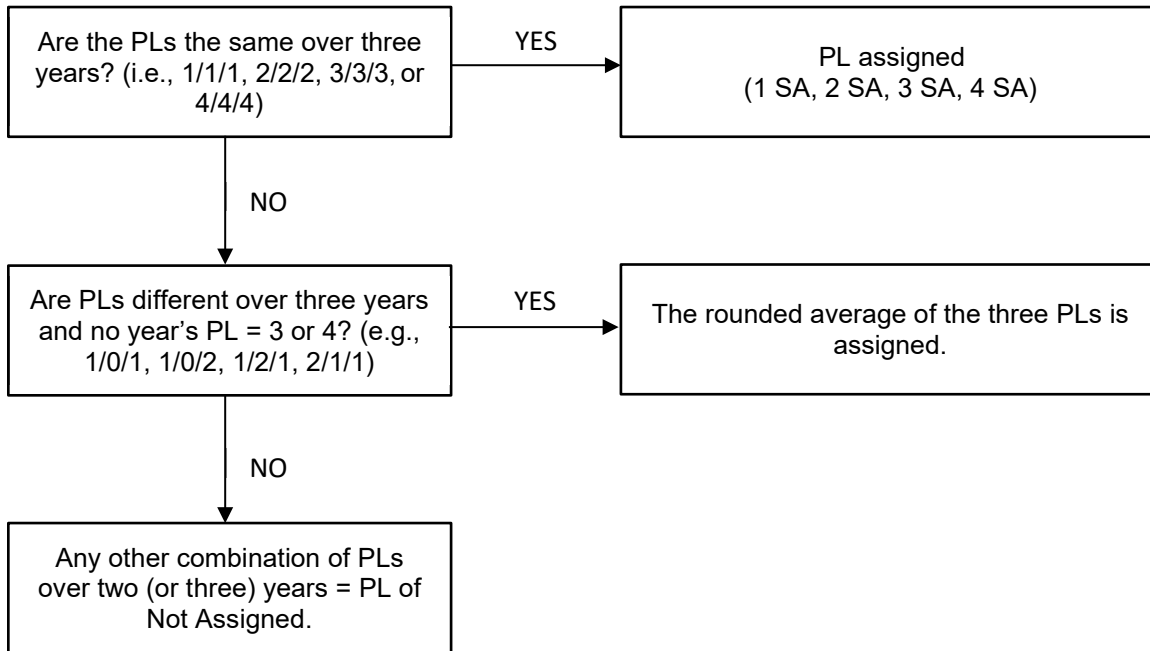 Are the PLs the same over three
years? (i.e., 1/1/1, 2/2/2, 3/3/3, or
4/4/4)
YES
PL assigned
(1 SA, 2 SA, 3 SA, 4 SA)
NO
Are PLs different over three years
and no year’s PL = 3 or 4? (e.g.,
1/0/1, 1/0/2, 1/2/1, 2/1/1)
YES
The rounded average of the three PLs is
assigned.
NO
Any other combination of PLs
over two (or three) years = PL of
Not Assigned.